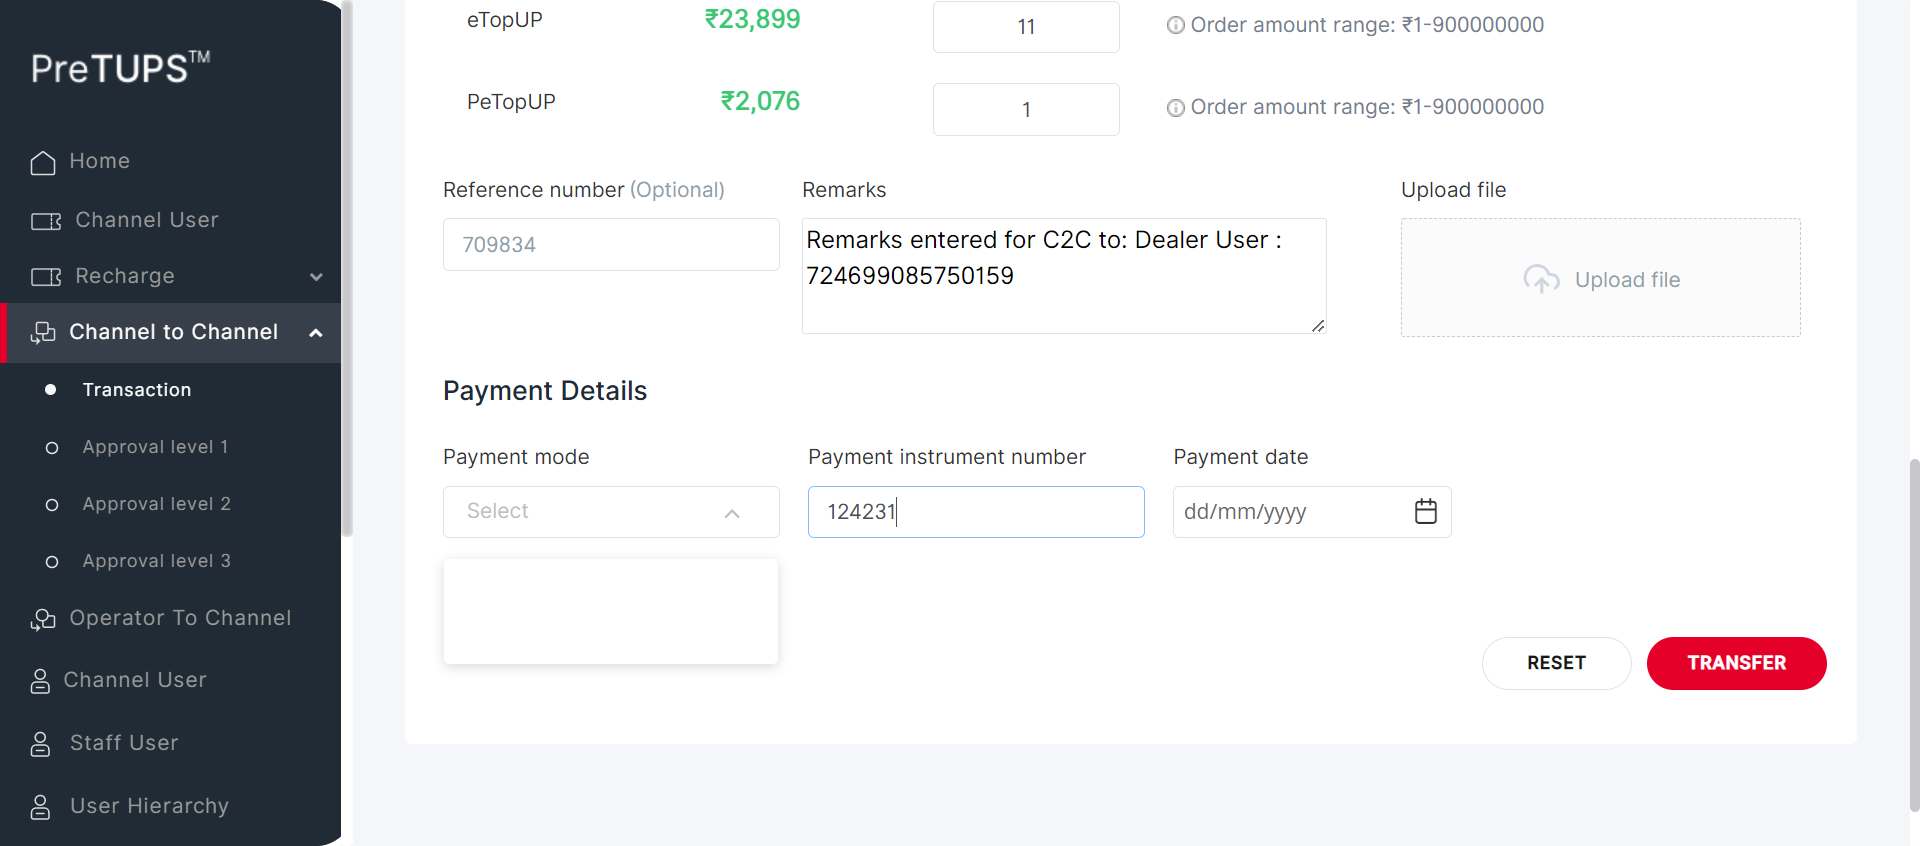 PreTUPS™
Home
Channel User
Recharge
Channel to Channel
Transaction
Approval level 1
Approval level 2
Approval level 3
Operator To Channel
Channel User
Staff User
User Hierarchy
eTopUP ₹23,899 11 Order amount range: ₹1-900000000
PeTopUP ₹2,076 1 Order amount range: ₹1-900000000
Reference number (Optional) Remarks Upload file
709834
Remarks entered for C2C to: Dealer User :
724699085750159
Upload file
Payment Details
Payment mode Payment instrument number Payment date
Select 124231 dd/mm/yyyy
RESET TRANSFER